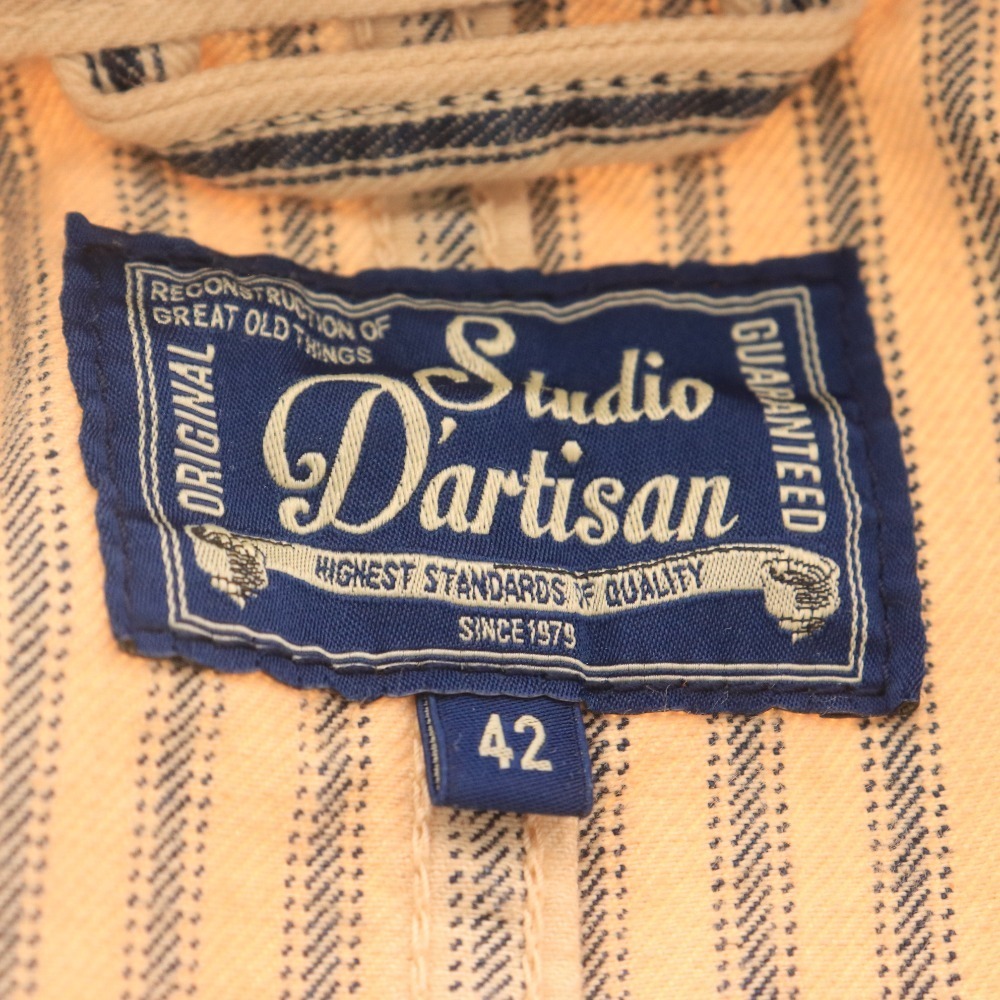 RECONSTRUCTION OF
GREAT OLD THINGS
ORIGINAL
Studio
D'artisan
GUARANTEED
HIGHEST STANDARDS OF QUALITY
SINCE 1979
42